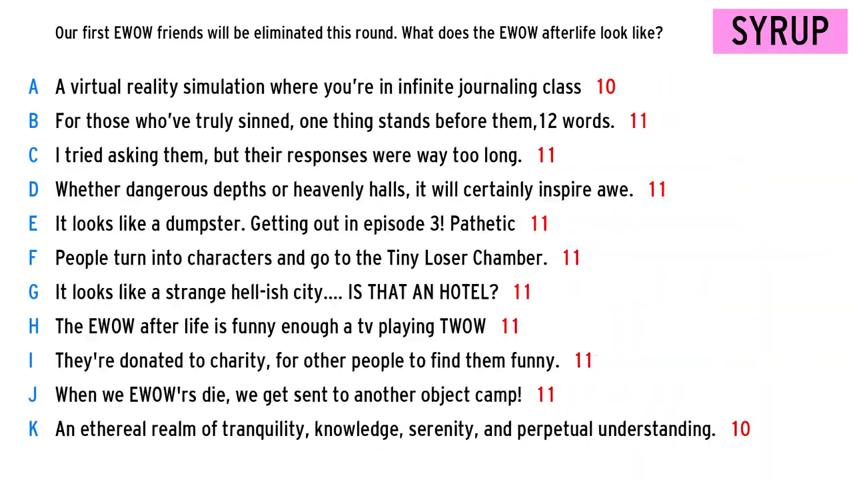 Our first EWOW friends will be eliminated this round. What does the EWOW afterlife look like?
SYRUP
A A virtual reality simulation where you're in infinite journaling class 10
B For those who've truly sinned, one thing stands before them,12 words. 11
C I tried asking them, but their responses were way too long. 11
D Whether dangerous depths or heavenly halls, it will certainly inspire awe. 11
E It looks like a dumpster. Getting out in episode 3! Pathetic 11
F People turn into characters and go to the Tiny Loser Chamber. 11
G It looks like a strange hell-ish city.... IS THAT AN HOTEL? 11
H The EWOW after life is funny enough a tv playing TWOW 11
I They're donated to charity, for other people to find them funny. 11
J When we EWOW'rs die, we get sent to another object camp! 11
K An ethereal realm of tranquility, knowledge, serenity, and perpetual understanding. 10